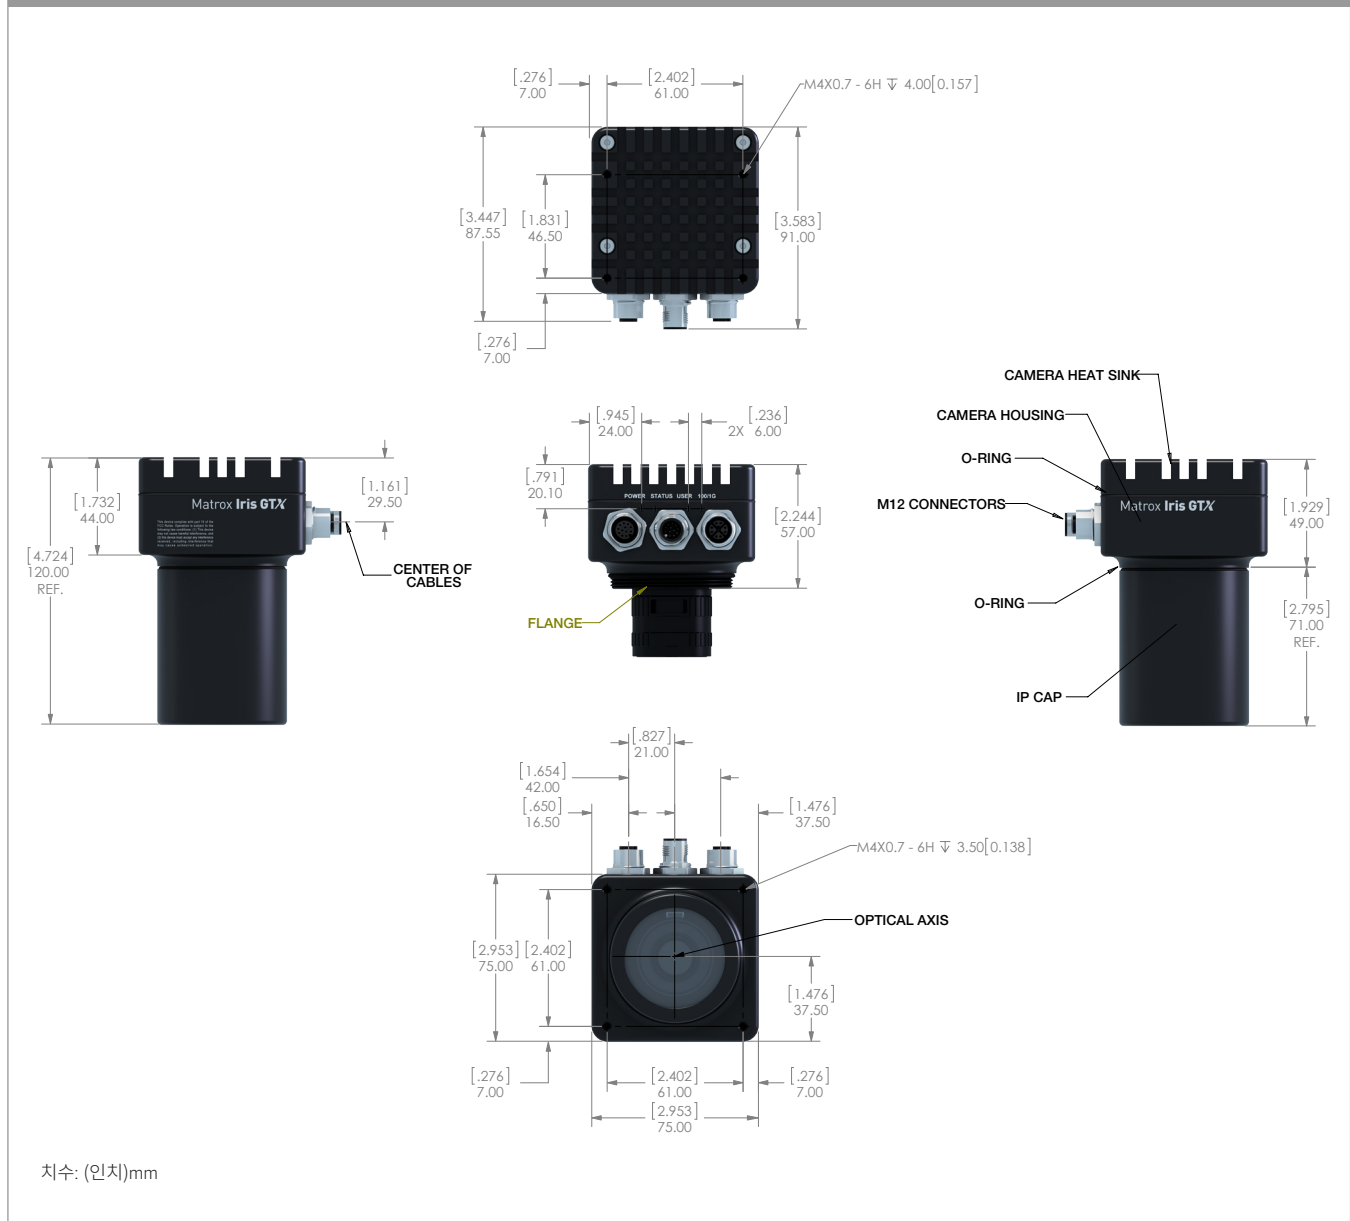 [.276]
7.00
[2.402]
61.00
M4X0.7 - 6H ↧ 4.00[0.157]
[3.447]
87.55
[1.831]
46.50
[3.583]
91.00
[.276]
7.00
[.945]
24.00
[.236]
2X 6.00
[.791]
20.10
POWER STATUS USER 100/1G
[2.244]
57.00
FLANGE
[1.732]
44.00
[4.724]
120.00
REF.
Matrox Iris GTX
[1.161]
29.50
CENTER OF
CABLES
CAMERA HEAT SINK
CAMERA HOUSING
O-RING
M12 CONNECTORS
Matrox Iris GTX
[1.929]
49.00
O-RING
[2.795]
71.00
REF.
IP CAP
[.827]
21.00
[1.654]
42.00
[.650]
16.50
[1.476]
37.50
M4X0.7 - 6H ↧ 3.50[0.138]
OPTICAL AXIS
[2.953]
75.00
[2.402]
61.00
[1.476]
37.50
[.276]
7.00
[2.402]
61.00
[.276]
7.00
[2.953]
75.00
치수: (인치)mm